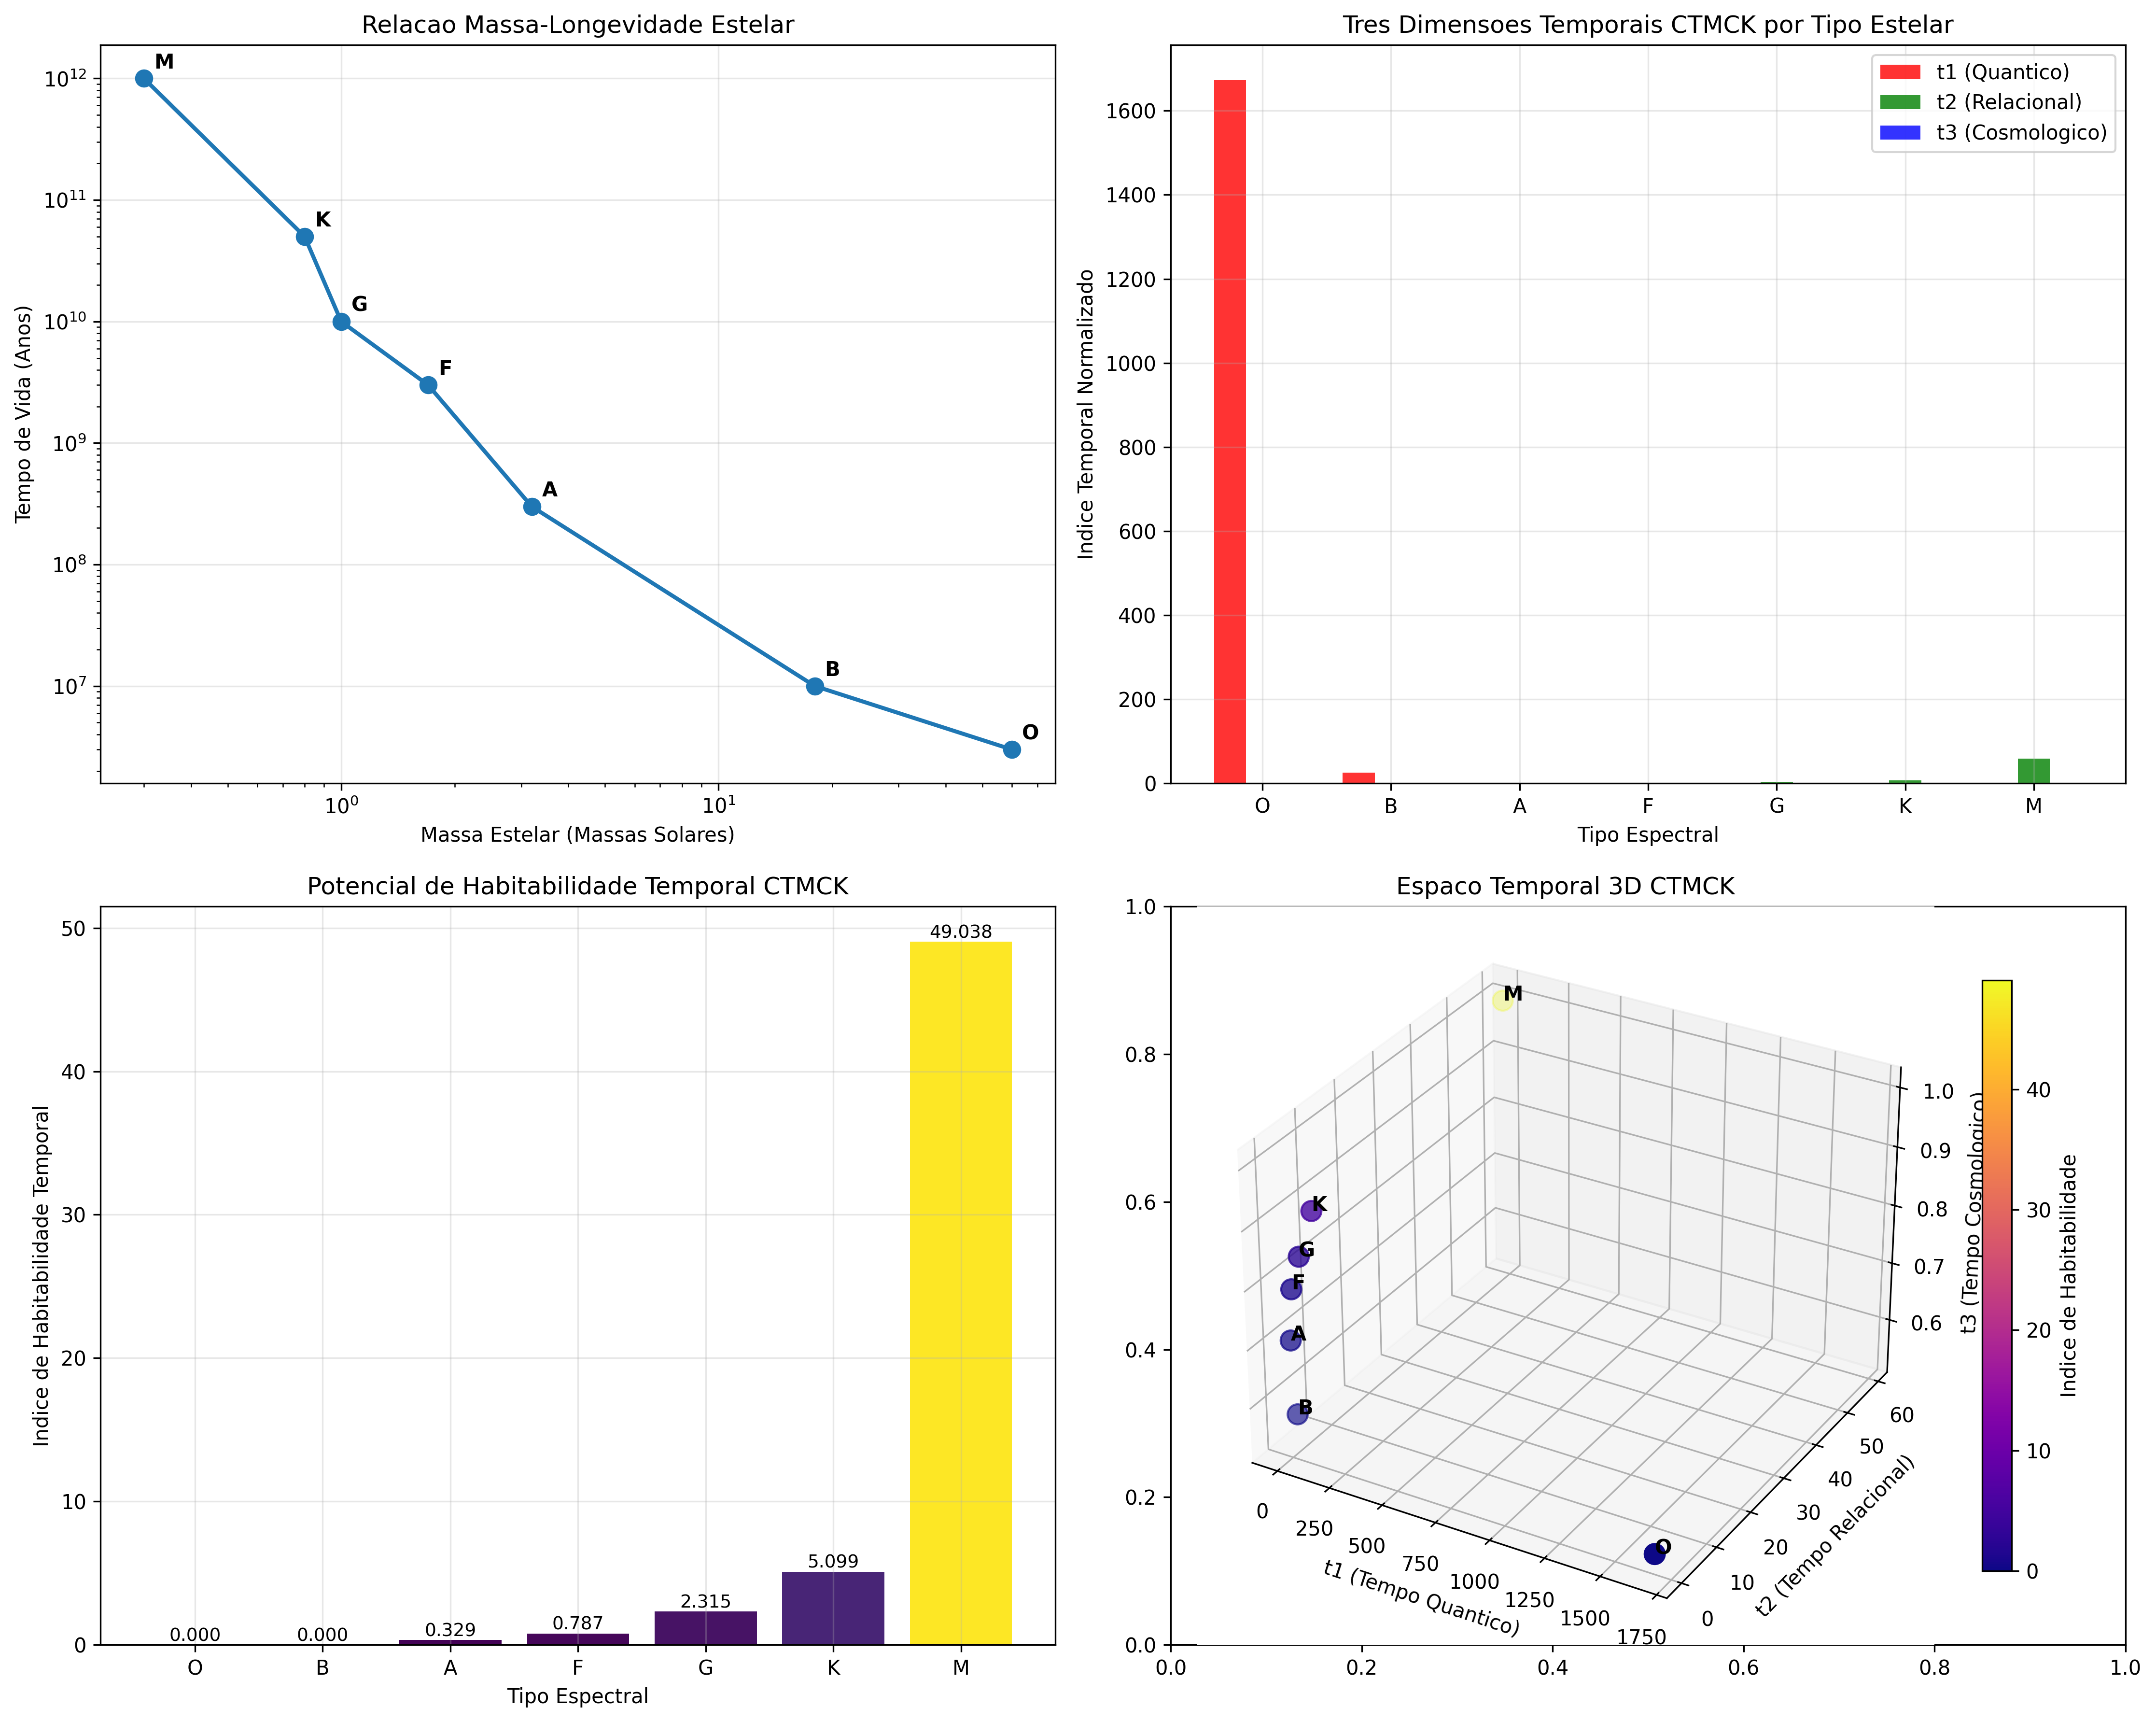 Relacao Massa-Longevidade Estelar
Tempo de Vida (Anos)
10¹²
10¹¹
10¹⁰
10⁹
10⁸
10⁷
M
K
G
F
A
B
O
10⁰ 10¹
Massa Estelar (Massas Solares)
Tres Dimensoes Temporais CTMCK por Tipo Estelar
t1 (Quantico)
t2 (Relacional)
t3 (Cosmologico)
Indice Temporal Normalizado
1600
1400
1200
1000
800
600
400
200
0
O B A F G K M
Tipo Espectral
Potencial de Habitabilidade Temporal CTMCK
Indice de Habitabilidade Temporal
50
40
30
20
10
0
0.000 0.000 0.329 0.787 2.315 5.099 49.038
O B A F G K M
Tipo Espectral
Espaco Temporal 3D CTMCK
1.0
0.8
0.6
0.4
0.2
0.0
0.0 0.2 0.4 0.6 0.8 1.0
M
K
G
F
A
B
O
0 250 500 750 1000 1250 1500 1750
t1 (Tempo Quantico)
0 10 20 30 40 50 60
t2 (Tempo Relacional)
1.0
0.9
0.8
0.7
0.6
t3 (Tempo Cosmologico)
40
30
20
10
0
Indice de Habitabilidade